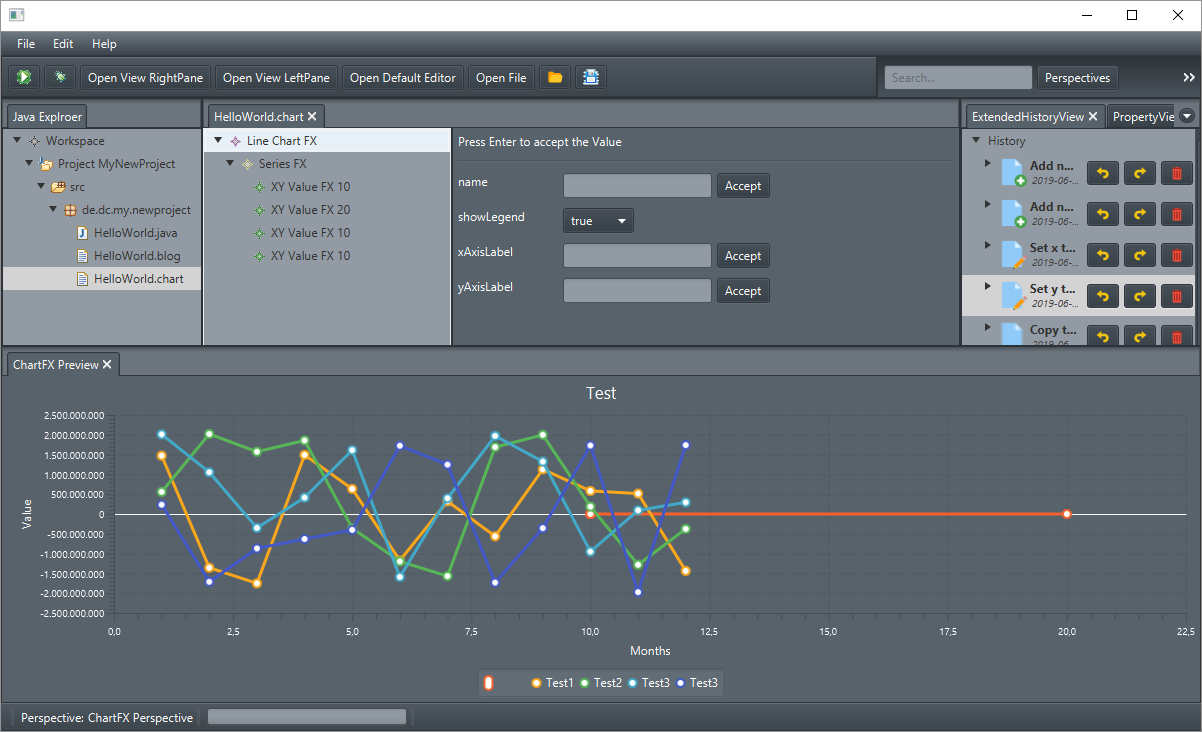 File Edit Help
Open View RightPane Open View LeftPane Open Default Editor Open File Search... Perspectives
Java Explroer
Workspace
Project MyNewProject
src
de.dc.my.newproject
HelloWorld.java
HelloWorld.blog
HelloWorld.chart
HelloWorld.chart
Line Chart FX
Series FX
XY Value FX 10
XY Value FX 20
XY Value FX 10
XY Value FX 10
Press Enter to accept the Value
name Accept
showLegend true
xAxisLabel Accept
yAxisLabel Accept
ExtendedHistoryView PropertyVie
History
Add n...
2019-06-...
Add n...
2019-06-...
Set x t...
2019-06-...
Set y t...
2019-06-...
Copy t...
2019-06-...
ChartFX Preview
Test
Value
2.500.000.000
2.000.000.000
1.500.000.000
1.000.000.000
500.000.000
0
-500.000.000
-1.000.000.000
-1.500.000.000
-2.000.000.000
-2.500.000.000
0,0 2,5 5,0 7,5 10,0 12,5 15,0 17,5 20,0 22,5
Months
Test1 Test2 Test3 Test3
Perspective: ChartFX Perspective